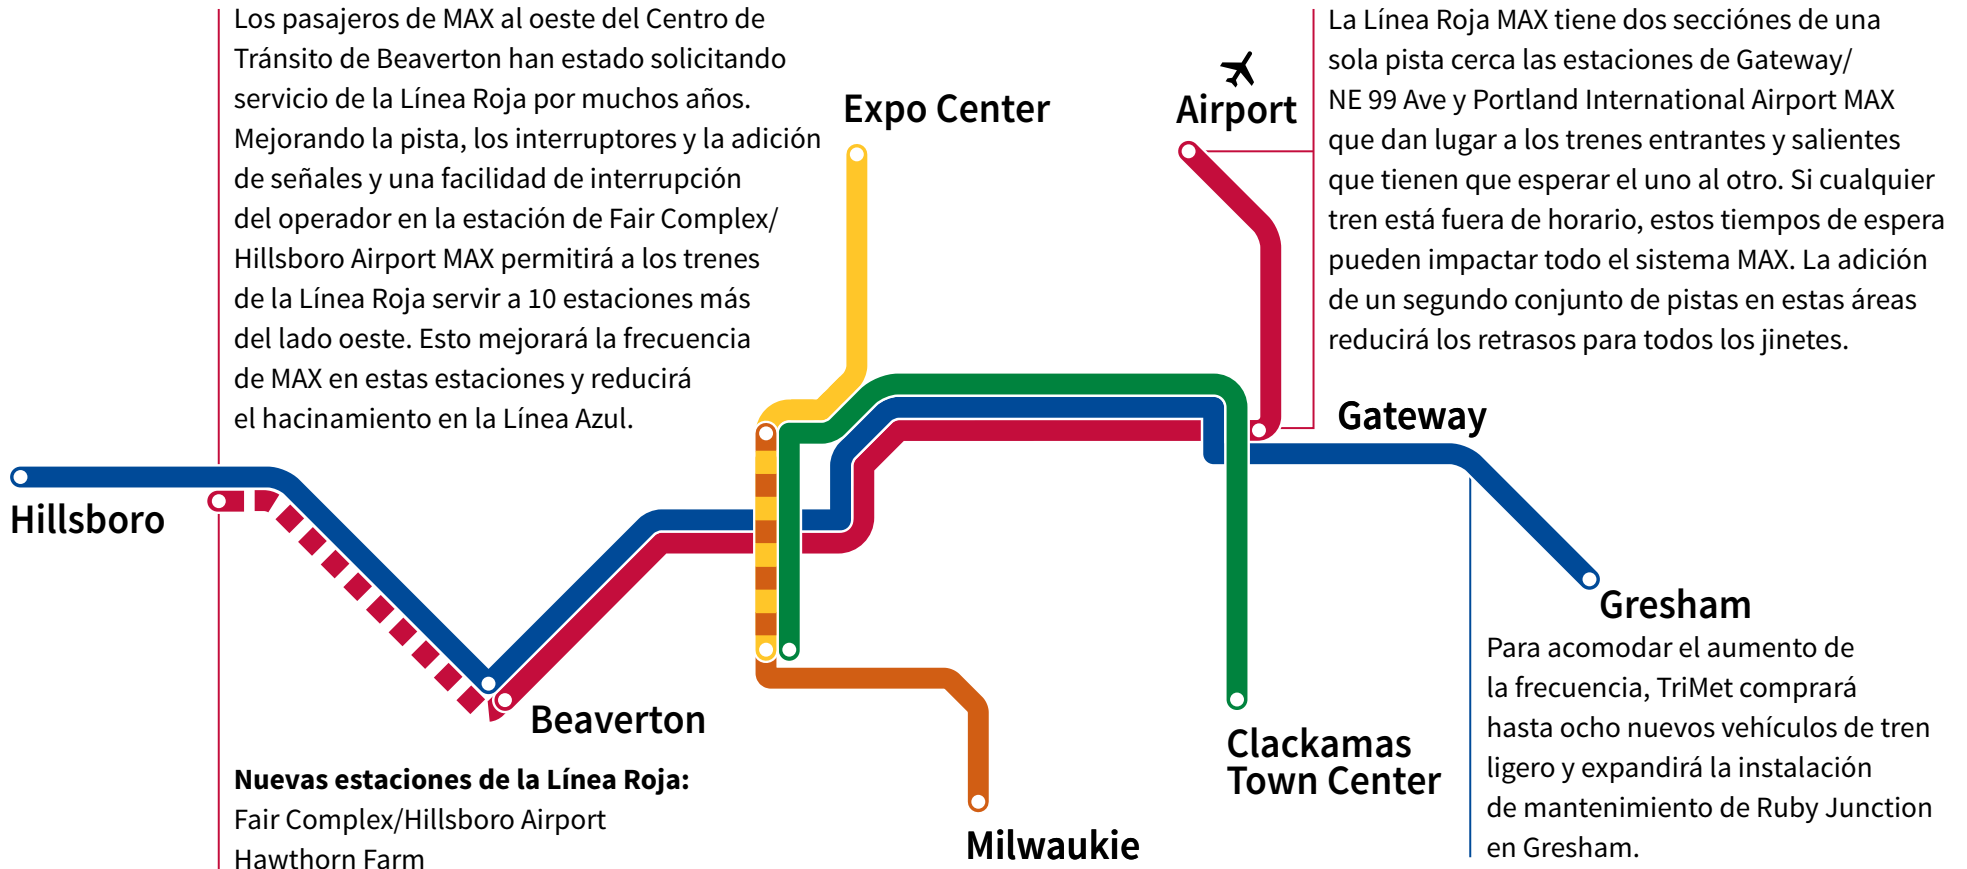 Los pasajeros de MAX al oeste del Centro de
Tránsito de Beaverton han estado solicitando
servicio de la Línea Roja por muchos años.
Mejorando la pista, los interruptores y la adición
de señales y una facilidad de interrupción
del operador en la estación de Fair Complex/
Hillsboro Airport MAX permitirá a los trenes
de la Línea Roja servir a 10 estaciones más
del lado oeste. Esto mejorará la frecuencia
de MAX en estas estaciones y reducirá
el hacinamiento en la Línea Azul.
Expo Center
Airport
La Línea Roja MAX tiene dos secciónes de una
sola pista cerca las estaciones de Gateway/
NE 99 Ave y Portland International Airport MAX
que dan lugar a los trenes entrantes y salientes
que tienen que esperar el uno al otro. Si cualquier
tren está fuera de horario, estos tiempos de espera
pueden impactar todo el sistema MAX. La adición
de un segundo conjunto de pistas en estas áreas
reducirá los retrasos para todos los jinetes.
Gateway
Hillsboro
Gresham
Para acomodar el aumento de
la frecuencia, TriMet comprará
hasta ocho nuevos vehículos de tren
ligero y expandirá la instalación
de mantenimiento de Ruby Junction
en Gresham.
Beaverton
Clackamas
Town Center
Nuevas estaciones de la Línea Roja:
Fair Complex/Hillsboro Airport
Hawthorn Farm
Milwaukie